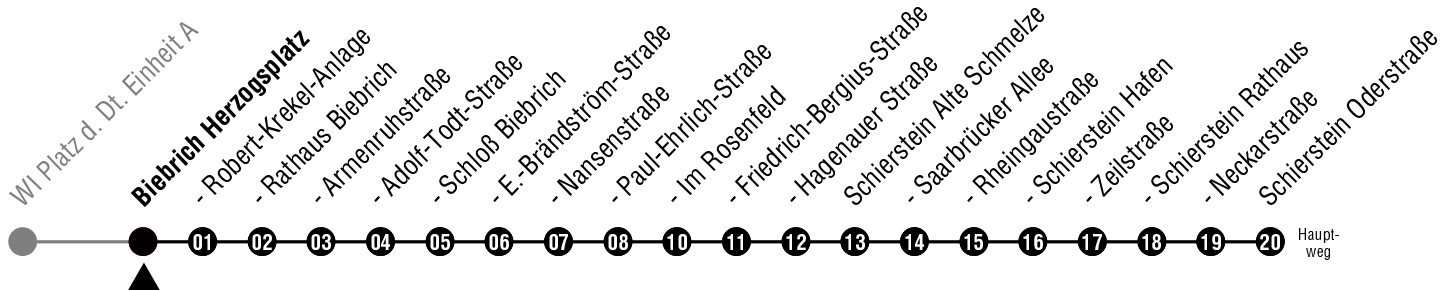 WI Platz d. Dt. Einheit A
Biebrich Herzogsplatz
- Robert-Krekel-Anlage
- Rathaus Biebrich
- Armenruhstraße
- Adolf-Todt-Straße
- Schloß Biebrich
- E.-Brändström-Straße
- Nansenstraße
- Paul-Ehrlich-Straße
- Im Rosenfeld
- Friedrich-Bergius-Straße
- Hagenauer Straße
Schierstein Alte Schmelze
- Saarbrücker Allee
- Rheingaustraße
- Schierstein Hafen
- Zeilstraße
- Schierstein Rathaus
- Neckarstraße
Schierstein Oderstraße
01 02 03 04 05 06 07 08 10 11 12 13 14 15 16 17 18 19 20
Haupt-
weg